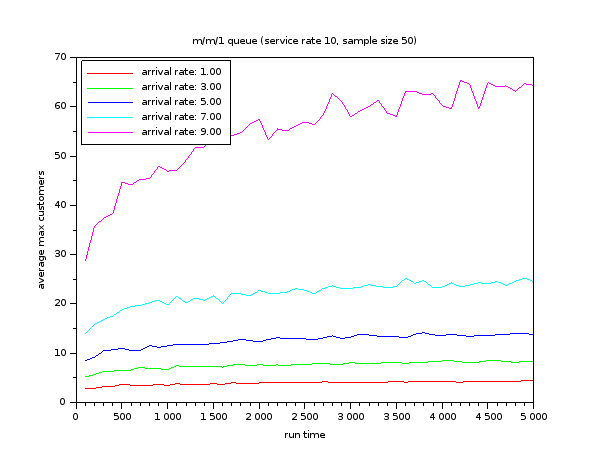 m/m/1 queue (service rate 10, sample size 50)
70
60
50
40
30
20
10
0
average max customers
arrival rate: 1.00
arrival rate: 3.00
arrival rate: 5.00
arrival rate: 7.00
arrival rate: 9.00
0 500 1 000 1 500 2 000 2 500 3 000 3 500 4 000 4 500 5 000
run time